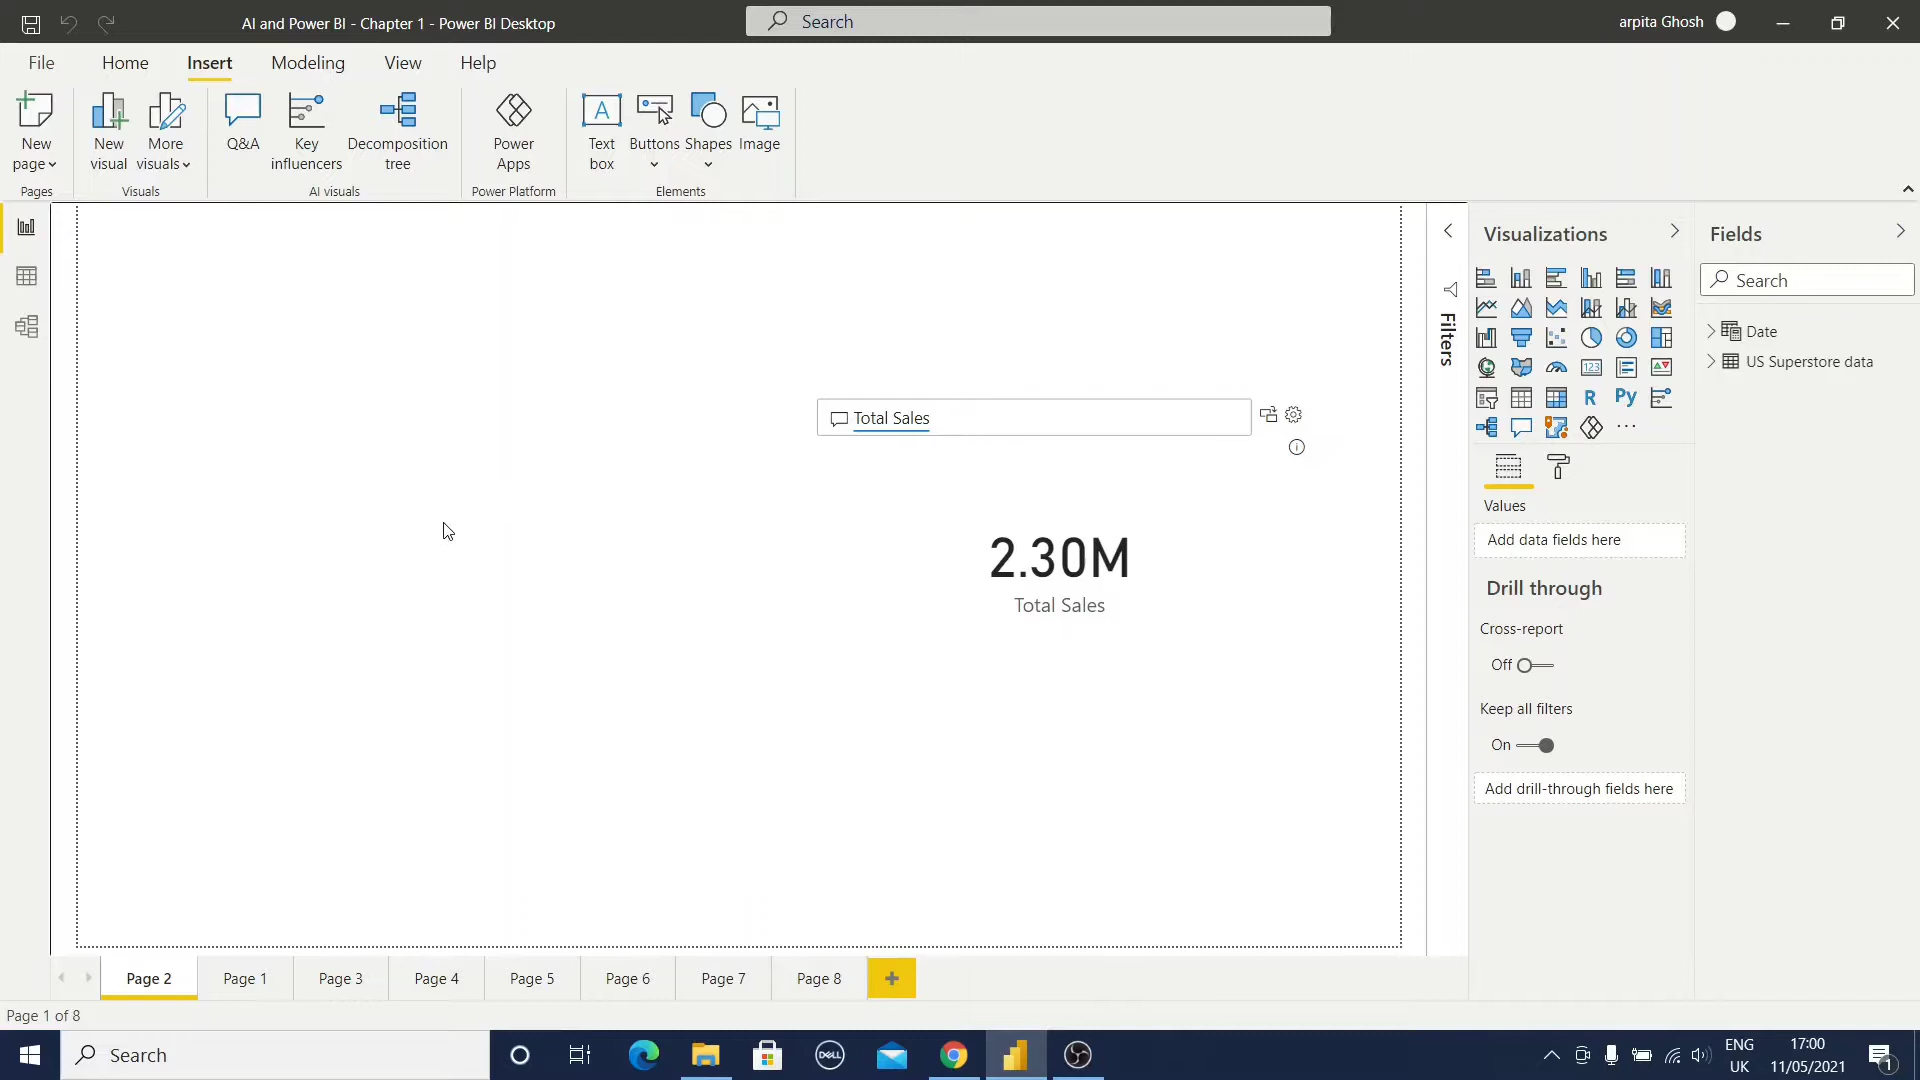 AI and Power BI - Chapter 1 - Power BI Desktop
Search
arpita Ghosh
File
Home
Insert
Modeling
View
Help
New
page
New
visual
More
visuals
Q&A
Key
influencers
Decomposition
tree
Power
Apps
Text
box
Buttons
Shapes
Image
Pages
Visuals
AI visuals
Power Platform
Elements
Total Sales
2.30M
Total Sales
Filters
Visualizations
123
R
Py
Values
Add data fields here
Drill through
Cross-report
Off
Keep all filters
On
Add drill-through fields here
Fields
Search
Date
US Superstore data
Page 2
Page 1
Page 3
Page 4
Page 5
Page 6
Page 7
Page 8
Page 1 of 8
Search
DELL
ENG
UK
17:00
11/05/2021
1